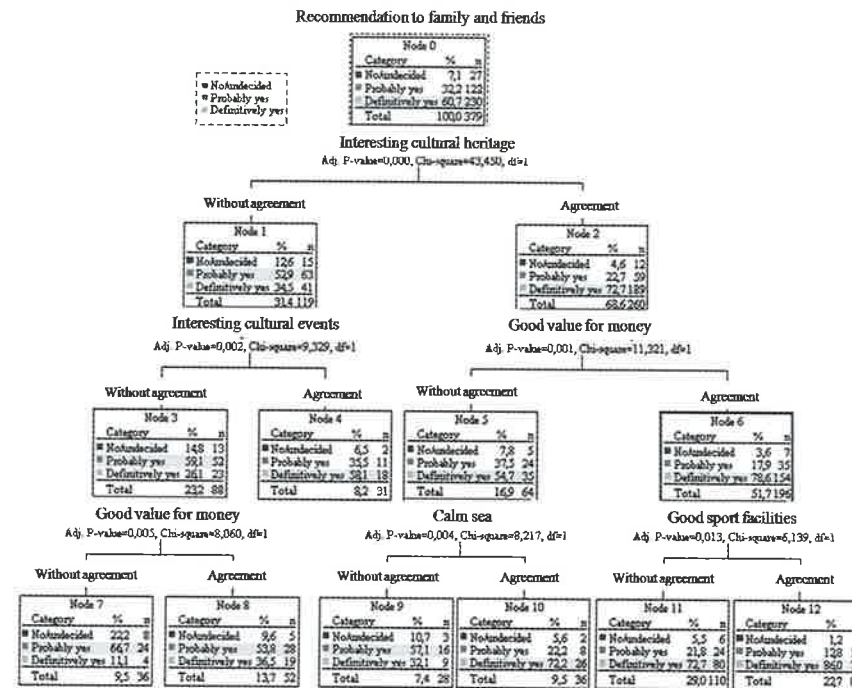 Recommendation to family and friends
Node 0
Category % n
No/undecided 7,1 27
Probably yes 32,2 122
Definitively yes 60,7 230
Total 100,0 379
No/undecided
Probably yes
Definitively yes
Interesting cultural heritage
Adj. P-value=0,000, Chi-square=43,450, df=1
Without agreement
Agreement
Node 1
Category % n
No/undecided 12,6 15
Probably yes 52,9 63
Definitively yes 34,5 41
Total 31,4 119
Node 2
Category % n
No/undecided 4,6 12
Probably yes 22,7 59
Definitively yes 72,7 189
Total 68,6 260
Interesting cultural events
Adj. P-value=0,002, Chi-square=9,329, df=1
Good value for money
Adj. P-value=0,001, Chi-square=11,321, df=1
Without agreement
Agreement
Without agreement
Agreement
Node 3
Category % n
No/undecided 14,8 13
Probably yes 59,1 52
Definitively yes 26,1 23
Total 23,2 88
Node 4
Category % n
No/undecided 6,5 2
Probably yes 35,5 11
Definitively yes 58,1 18
Total 8,2 31
Node 5
Category % n
No/undecided 7,8 5
Probably yes 37,5 24
Definitively yes 54,7 35
Total 16,9 64
Node 6
Category % n
No/undecided 3,6 7
Probably yes 17,9 35
Definitively yes 78,6 154
Total 51,7 196
Good value for money
Adj. P-value=0,005, Chi-square=8,060, df=1
Calm sea
Adj. P-value=0,004, Chi-square=8,217, df=1
Good sport facilities
Adj. P-value=0,013, Chi-square=6,139, df=1
Without agreement
Agreement
Without agreement
Agreement
Without agreement
Agreement
Node 7
Category % n
No/undecided 22,2 8
Probably yes 66,7 24
Definitively yes 11,1 4
Total 9,5 36
Node 8
Category % n
No/undecided 9,6 5
Probably yes 53,8 28
Definitively yes 36,5 19
Total 13,7 52
Node 9
Category % n
No/undecided 10,7 3
Probably yes 57,1 16
Definitively yes 32,1 9
Total 7,4 28
Node 10
Category % n
No/undecided 5,6 2
Probably yes 22,2 8
Definitively yes 72,2 26
Total 9,5 36
Node 11
Category % n
No/undecided 5,5 6
Probably yes 21,8 24
Definitively yes 72,7 80
Total 29,0 110
Node 12
Category %
No/undecided 1,2
Probably yes 12,8
Definitively yes 86,0
Total 22,7